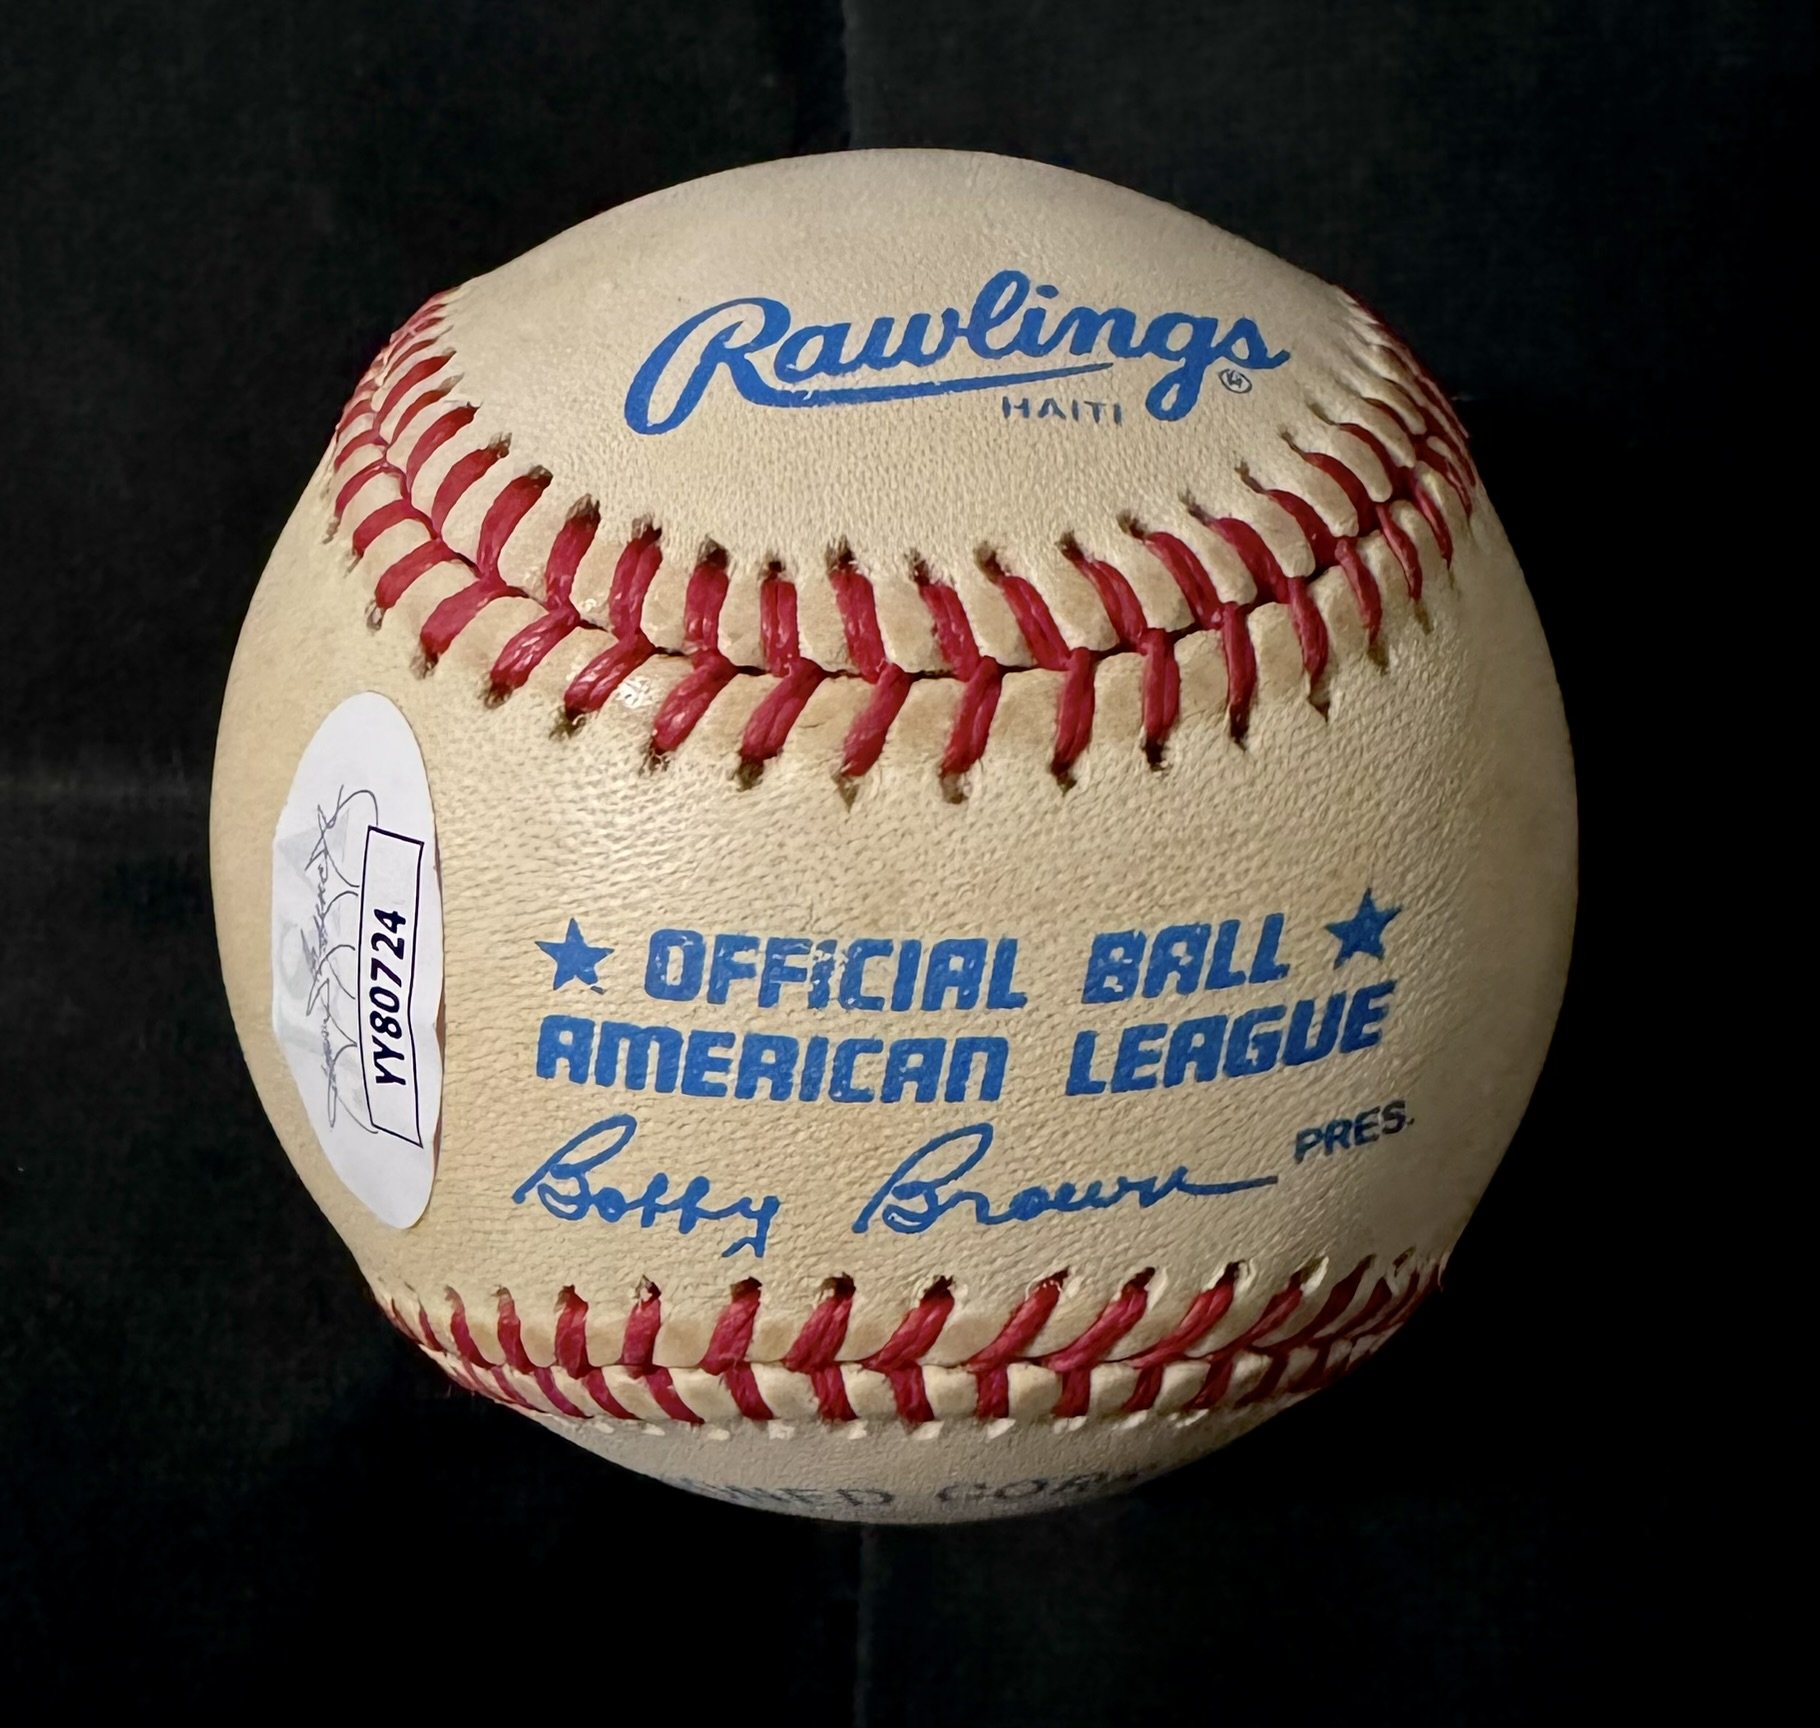 Rawlings
®
HAITI
YY80724
★ OFFICIAL BALL ★
AMERICAN LEAGUE
Bobby Brown PRES.